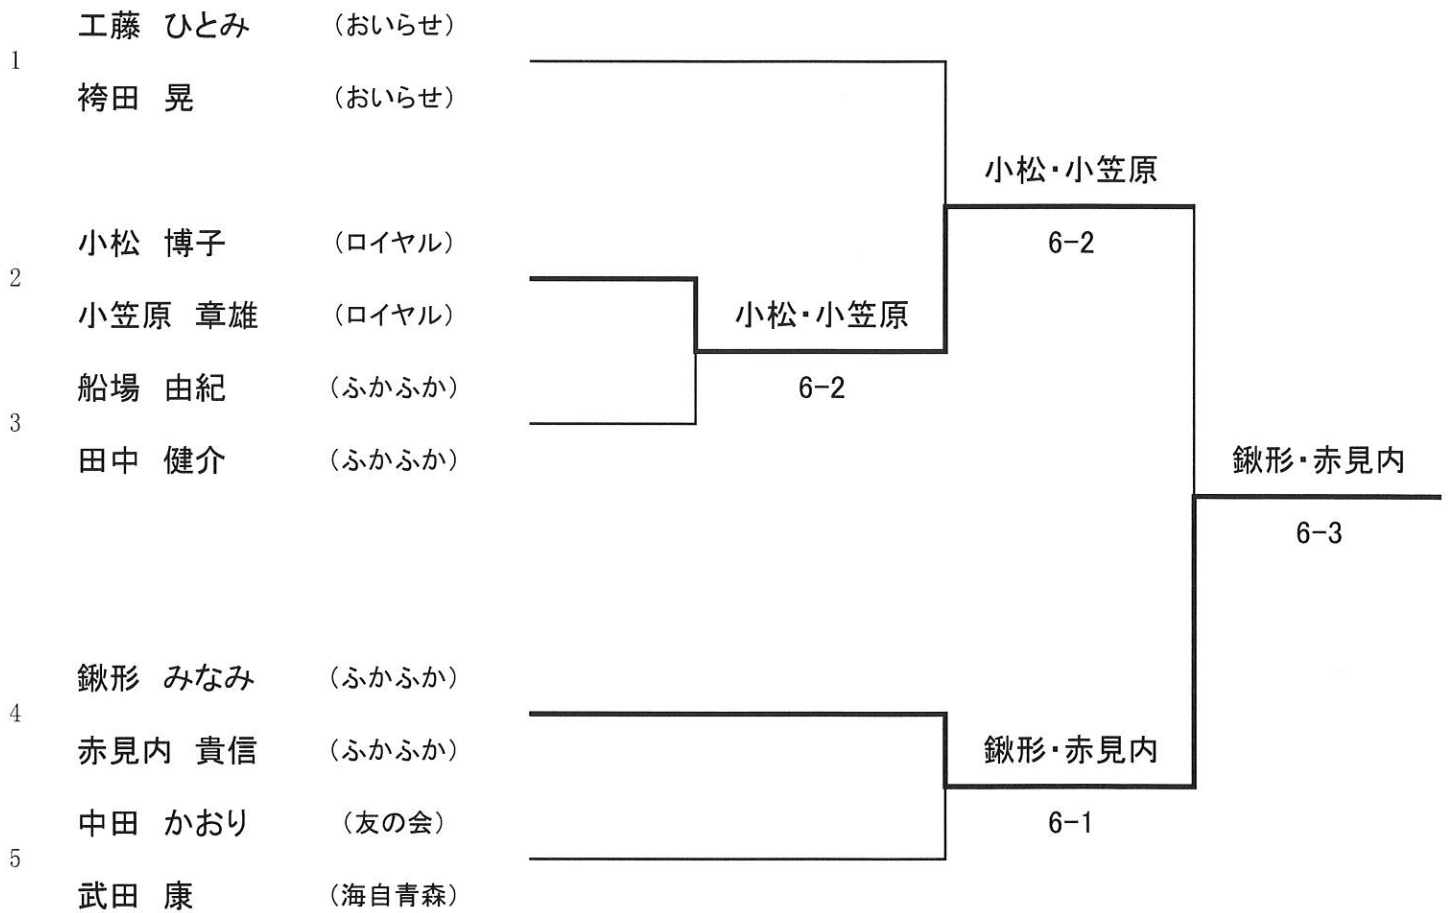 工藤 ひとみ (おいらせ)
1
袴田 晃 (おいらせ)
小松・小笠原
小松 博子 (ロイヤル) 6-2
2
小笠原 章雄 (ロイヤル) 小松・小笠原
船場 由紀 (ふかふか) 6-2
3
田中 健介 (ふかふか) 鍬形・赤見内
6-3
鍬形 みなみ (ふかふか)
4
赤見内 貴信 (ふかふか) 鍬形・赤見内
中田 かおり (友の会) 6-1
5
武田 康 (海自青森)